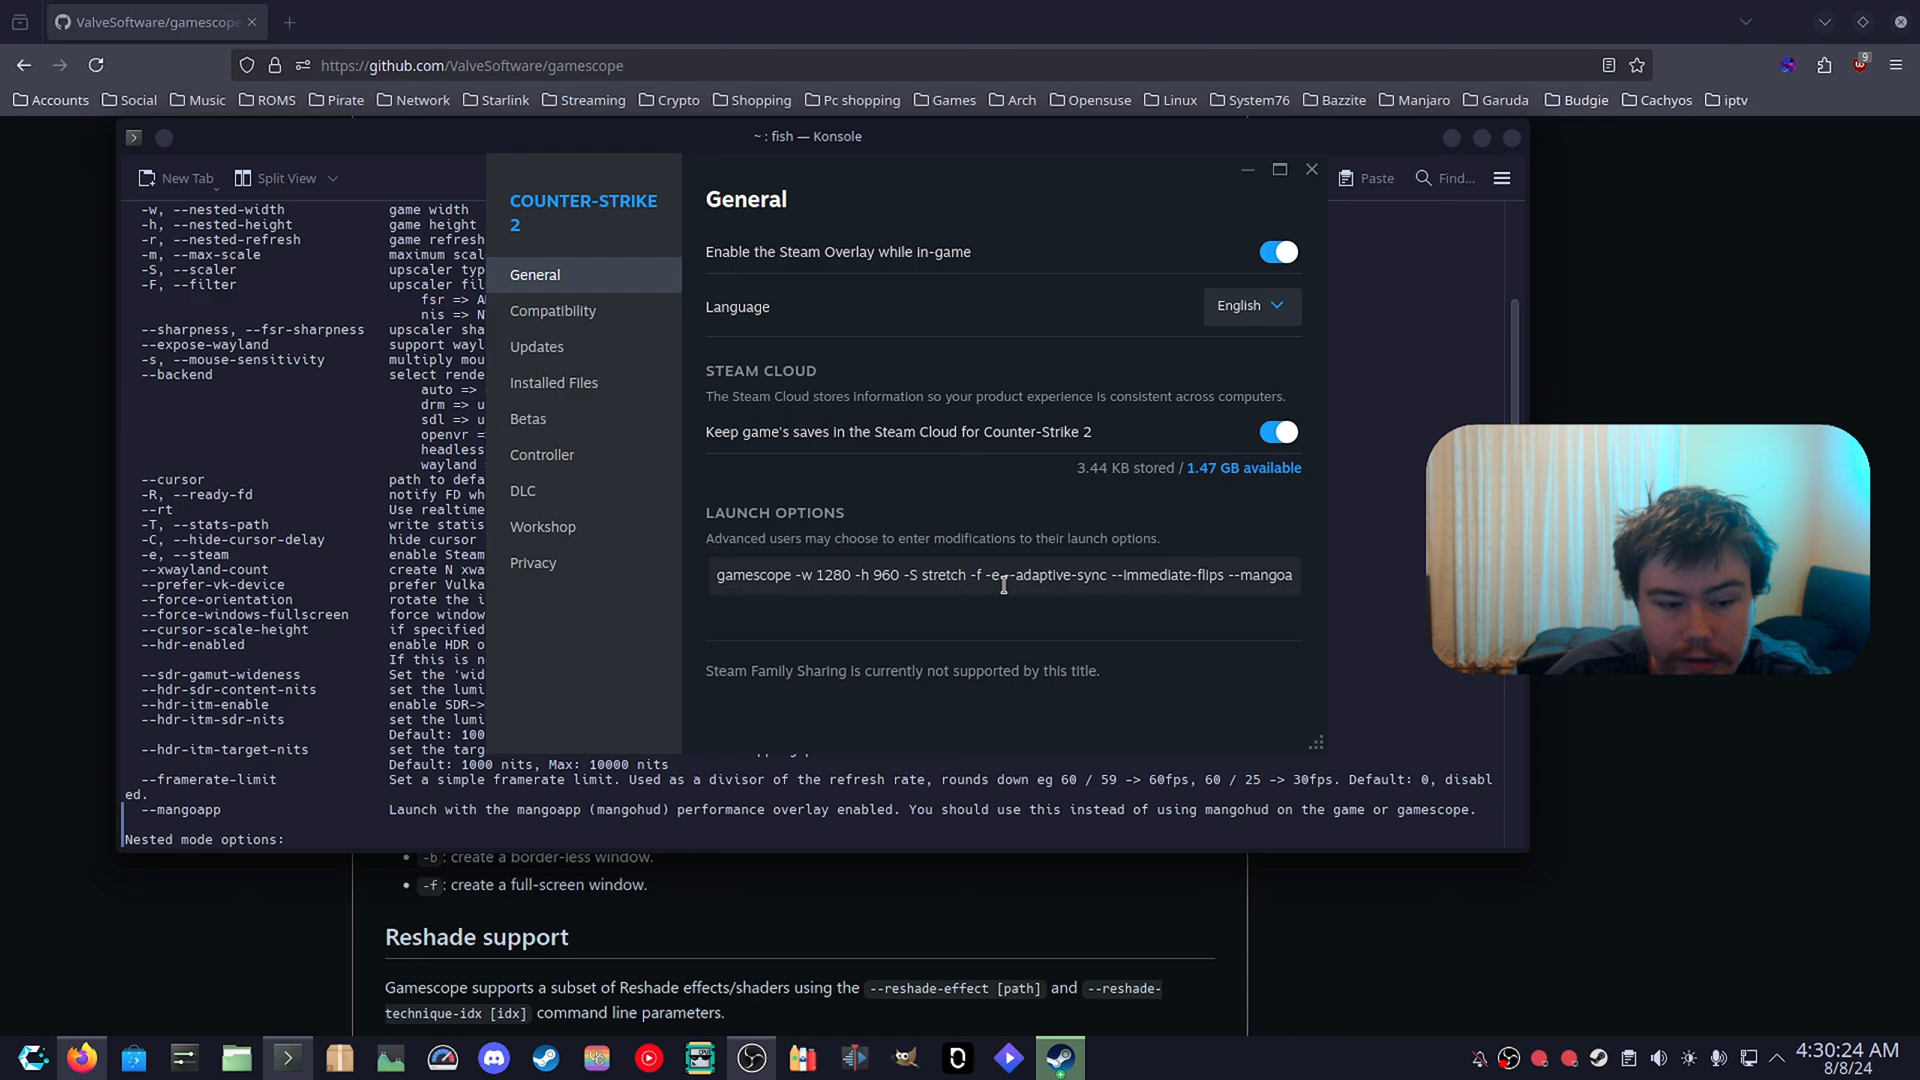 ValveSoftware/gamescope
https://github.com/ValveSoftware/gamescope
Accounts Social Music ROMS Pirate Network Starlink Streaming Crypto Shopping Pc shopping Games Arch Opensuse Linux System76 Bazzite Manjaro Garuda Budgie Cachyos iptv
~ : fish — Konsole
New Tab Split View Paste Find...
-w, --nested-width game width
-h, --nested-height game height
-r, --nested-refresh game refresh
-m, --max-scale maximum scal
-S, --scaler upscaler typ
-F, --filter upscaler fil
fsr => A
nis => N
--sharpness, --fsr-sharpness upscaler sha
--expose-wayland support wayl
-s, --mouse-sensitivity multiply mou
--backend select rende
auto =>
drm => u
sdl => u
openvr =
headless
wayland
--cursor path to defa
-R, --ready-fd notify FD wh
--rt Use realtime
-T, --stats-path write statis
-C, --hide-cursor-delay hide cursor
-e, --steam enable Steam
--xwayland-count create N xwa
--prefer-vk-device prefer Vulka
--force-orientation rotate the i
--force-windows-fullscreen force window
--cursor-scale-height if specified
--hdr-enabled enable HDR o
If this is n
--sdr-gamut-wideness Set the 'wid
--hdr-sdr-content-nits set the lumi
--hdr-itm-enable enable SDR->
--hdr-itm-sdr-nits set the lumi
Default: 100
--hdr-itm-target-nits set the targ
Default: 1000 nits, Max: 10000 nits
--framerate-limit Set a simple framerate limit. Used as a divisor of the refresh rate, rounds down eg 60 / 59 -> 60fps, 60 / 25 -> 30fps. Default: 0, disabl
ed.
--mangoapp Launch with the mangoapp (mangohud) performance overlay enabled. You should use this instead of using mangohud on the game or gamescope.
Nested mode options:
COUNTER-STRIKE
2
General
Compatibility
Updates
Installed Files
Betas
Controller
DLC
Workshop
Privacy
General
Enable the Steam Overlay while in-game
Language English
STEAM CLOUD
The Steam Cloud stores information so your product experience is consistent across computers.
Keep game's saves in the Steam Cloud for Counter-Strike 2
3.44 KB stored / 1.47 GB available
LAUNCH OPTIONS
Advanced users may choose to enter modifications to their launch options.
gamescope -w 1280 -h 960 -S stretch -f -e --adaptive-sync --immediate-flips --mangoa
Steam Family Sharing is currently not supported by this title.
-b : create a border-less window.
-f : create a full-screen window.
Reshade support
Gamescope supports a subset of Reshade effects/shaders using the --reshade-effect [path] and --reshade-
technique-idx [idx] command line parameters.
4:30:24 AM
8/8/24